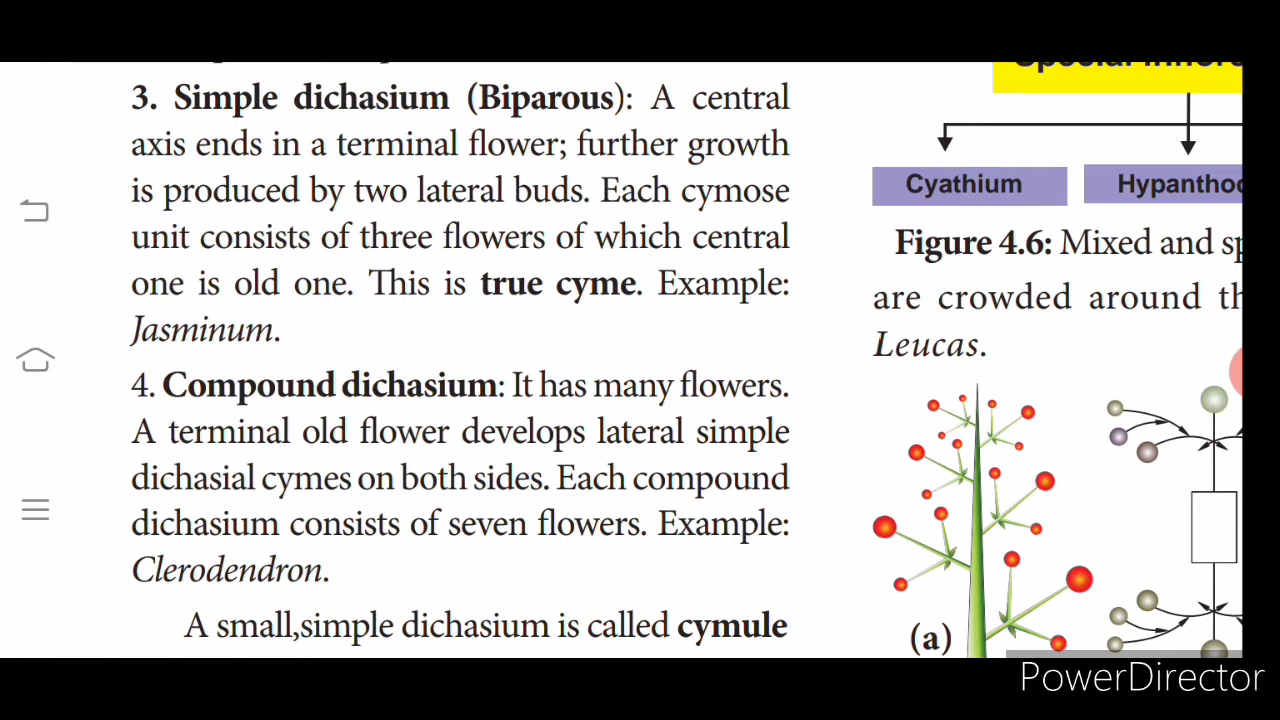 3. Simple dichasium (Biparous): A central
axis ends in a terminal flower; further growth
is produced by two lateral buds. Each cymose
unit consists of three flowers of which central
one is old one. This is true cyme. Example:
Jasminum.
4. Compound dichasium: It has many flowers.
A terminal old flower develops lateral simple
dichasial cymes on both sides. Each compound
dichasium consists of seven flowers. Example:
Clerodendron.
A small,simple dichasium is called cymule
Cyathium
Figure 4.6: Mixed and
are crowded around
Leucas.
(a)
PowerDirector